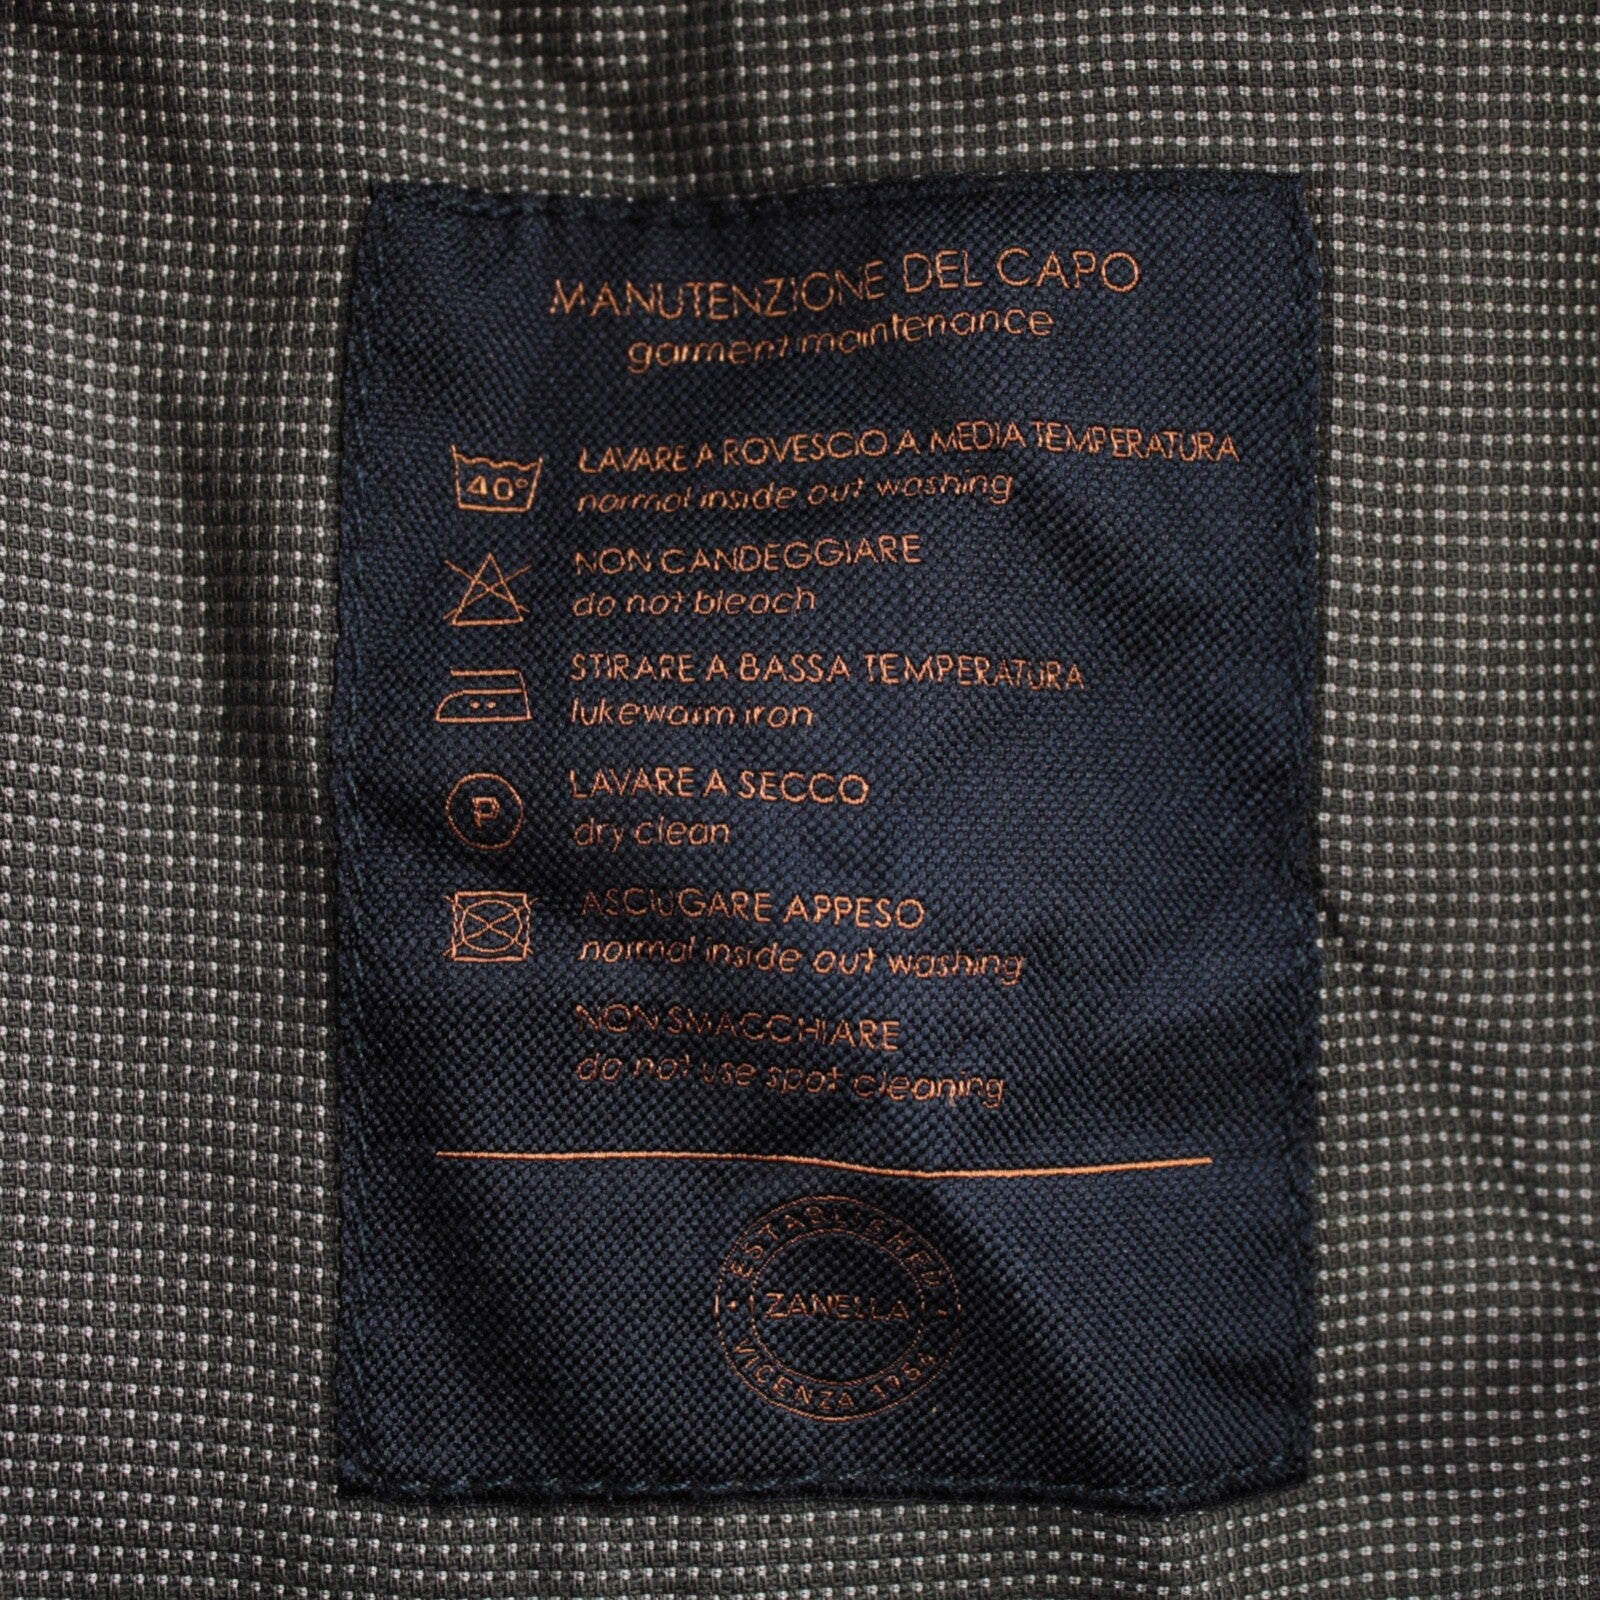 MANUTENZIONE DEL CAPO
garment maintenance
40°
LAVARE A ROVESCIO A MEDIA TEMPERATURA
normal inside out washing
NON CANDEGGIARE
do not bleach
STIRARE A BASSA TEMPERATURA
lukewarm iron
P
LAVARE A SECCO
dry clean
ASCIUGARE APPESO
normal inside out washing
NON SMACCHIARE
do not use spot cleaning
ESTABLISHED
ZANELLA
VICENZA 1954